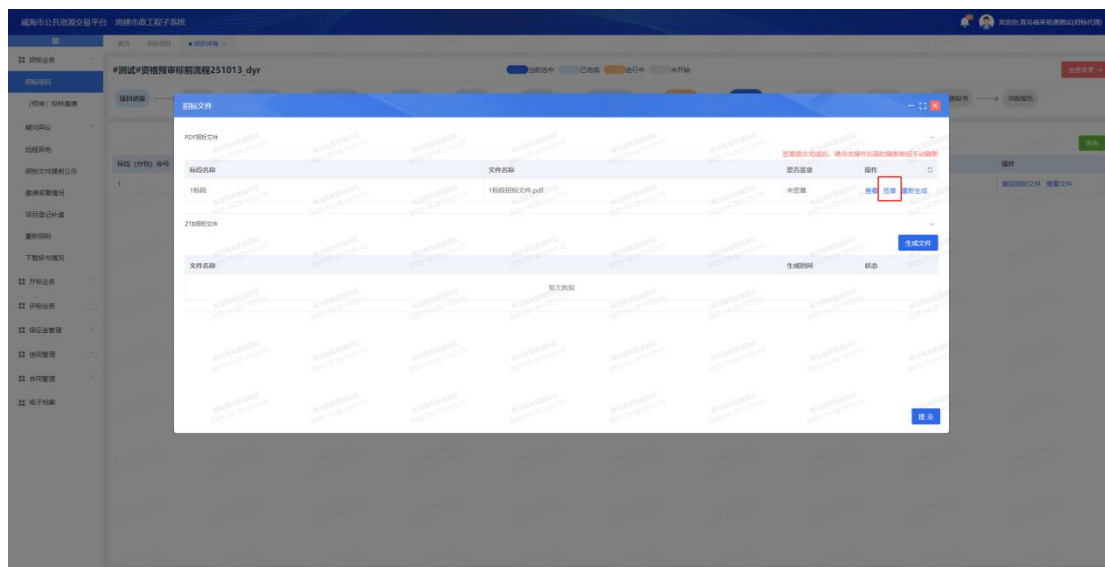 威海市公共资源交易平台 房建市政工程子系统
欢迎您,青岛福莱易通测试(招标代理)
首页 招标项目 ● 项目详情 ×
招标业务
招标项目
(预审) 投标邀请
疑问异议
远程异地
招标文件提前公示
邀请答复情况
项目登记补建
重新招标
下载标书情况
开标业务
评标业务
保证金管理
合同管理
电子档案
#测试#资格预审标前流程251013_dyr
当前选中 已完成 进行中 未开始
业务变更
项目进度
标段 (分包) 序号
操作
1
撤回招标文件 查看文件
招标文件
PDF招标文件
签章提交完成后，请点击操作后面的刷新按钮手动刷新
标段名称 文件名称 是否签章 操作
1标段 1标段招标文件.pdf 未签章 查看 签章 重新生成
ZTB招标文件
生成文件
文件名称 生成时间 状态
暂无数据
提 交